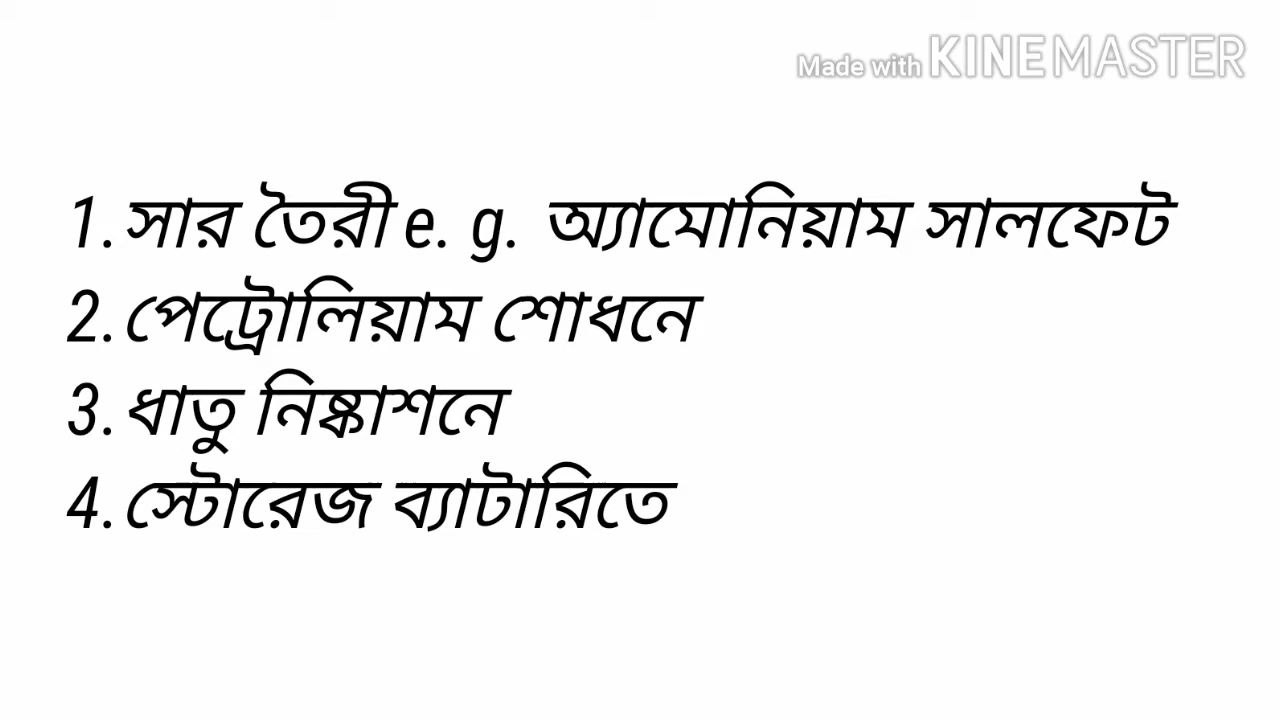 Made with KINEMASTER
1. সার তৈরী e. g. অ্যামোনিয়াম সালফেট
2. পেট্রোলিয়াম শোধনে
3. ধাতু নিষ্কাশনে
4. স্টোরেজ ব্যাটারিতে